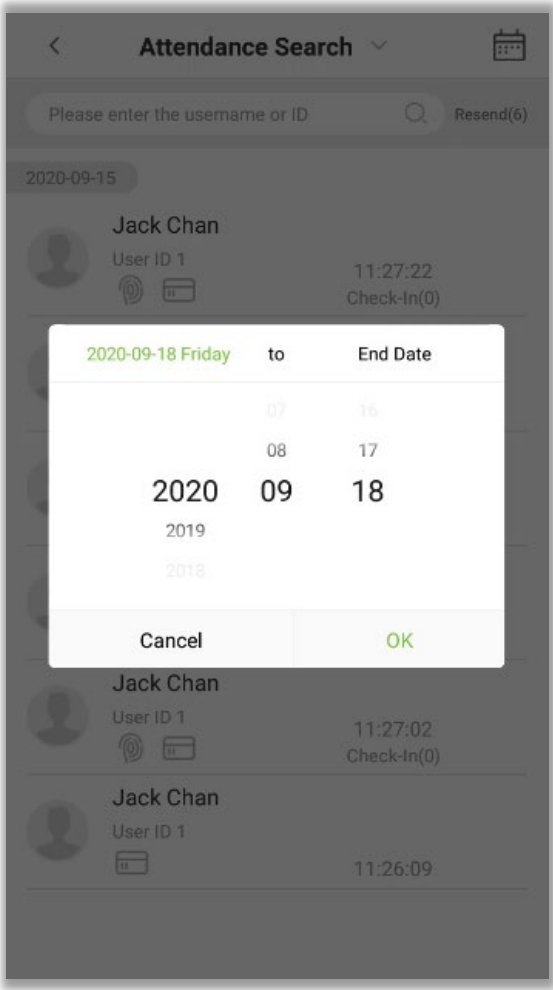 Attendance Search
Please enter the username or ID Resend(6)
2020-09-15
Jack Chan
User ID 1
11:27:22
Check-In(0)
2020-09-18 Friday to End Date
07 16
08 17
2020 09 18
2019
2018
Cancel OK
Jack Chan
User ID 1
11:27:02
Check-In(0)
Jack Chan
User ID 1
11:26:09